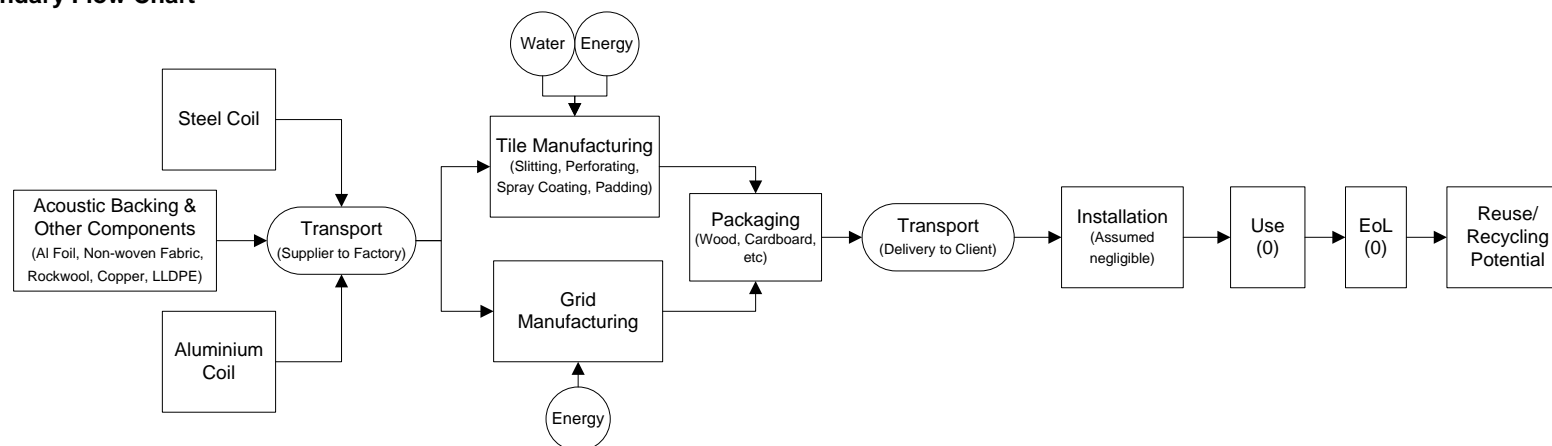 ndary Flow Chart
Water
Energy
Steel Coil
Tile Manufacturing
(Slitting, Perforating,
Spray Coating, Padding)
Acoustic Backing &
Other Components
(Al Foil, Non-woven Fabric,
Rockwool, Copper, LLDPE)
Transport
(Supplier to Factory)
Packaging
(Wood, Cardboard,
etc)
Transport
(Delivery to Client)
Installation
(Assumed
negligible)
Use
(0)
EoL
(0)
Reuse/
Recycling
Potential
Grid
Manufacturing
Aluminium
Coil
Energy